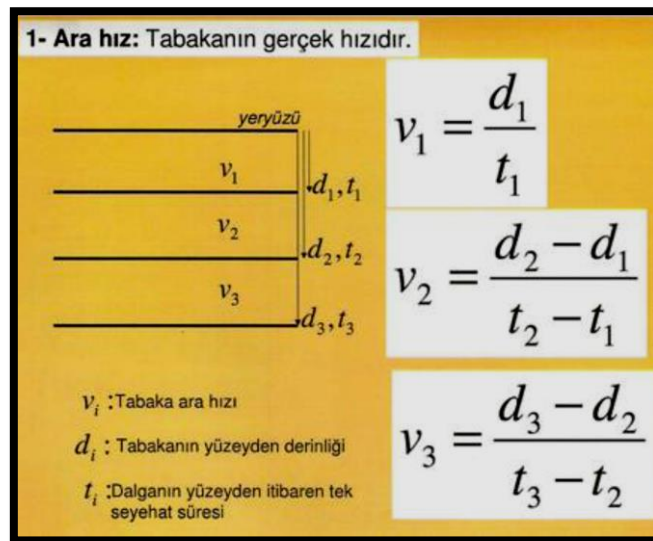 1- Ara hız: Tabakanın gerçek hızıdır.
yeryüzü
v₁
d₁, t₁
v₂
d₂, t₂
v₃
d₃, t₃
v₁ = d₁ / t₁
v₂ = (d₂ − d₁) / (t₂ − t₁)
v₃ = (d₃ − d₂) / (t₃ − t₂)
vᵢ :Tabaka ara hızı
dᵢ : Tabakanın yüzeyden derinliği
tᵢ :Dalganın yüzeyden itibaren tek
seyehat süresi